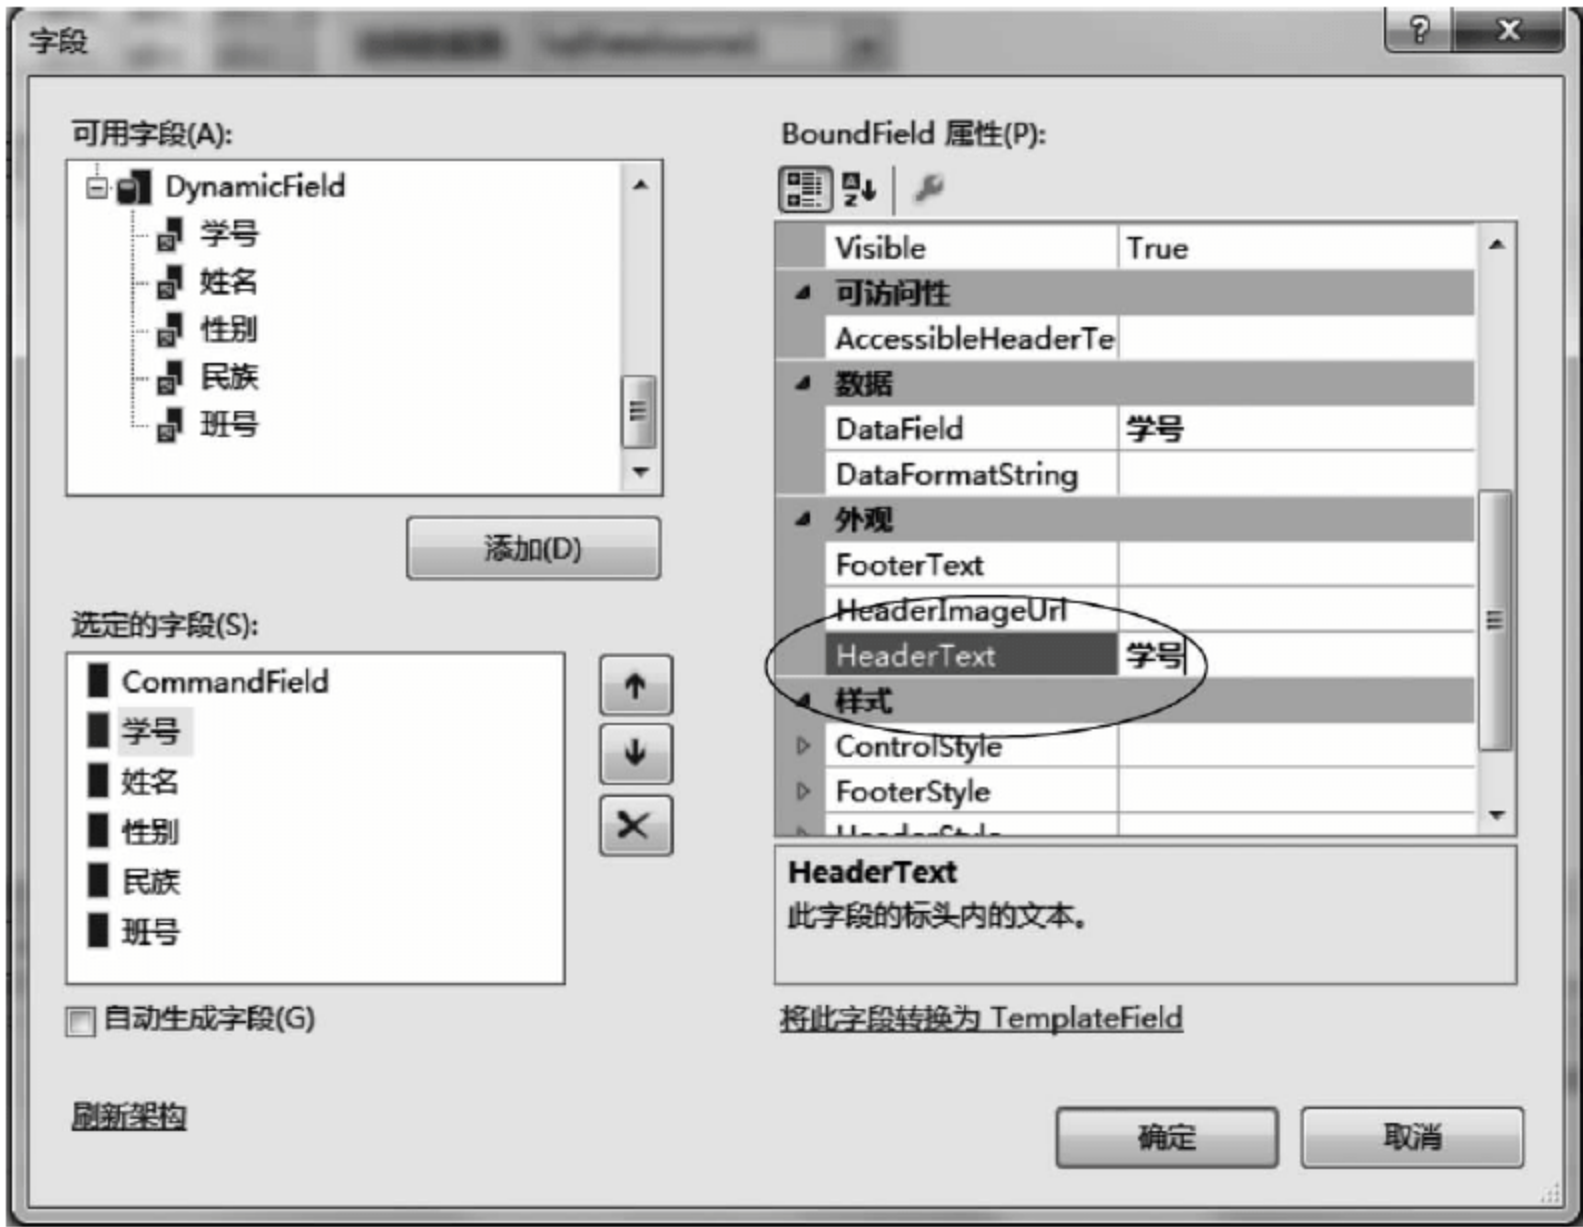 字段
可用字段(A):
DynamicField
学号
姓名
性别
民族
班号
添加(D)
选定的字段(S):
CommandField
学号
姓名
性别
民族
班号
自动生成字段(G)
刷新架构
BoundField 属性(P):
Visible True
可访问性
AccessibleHeaderTe
数据
DataField 学号
DataFormatString
外观
FooterText
HeaderImageUrl
HeaderText 学号
样式
ControlStyle
FooterStyle
HeaderStyle
HeaderText
此字段的标头内的文本。
将此字段转换为 TemplateField
确定
取消